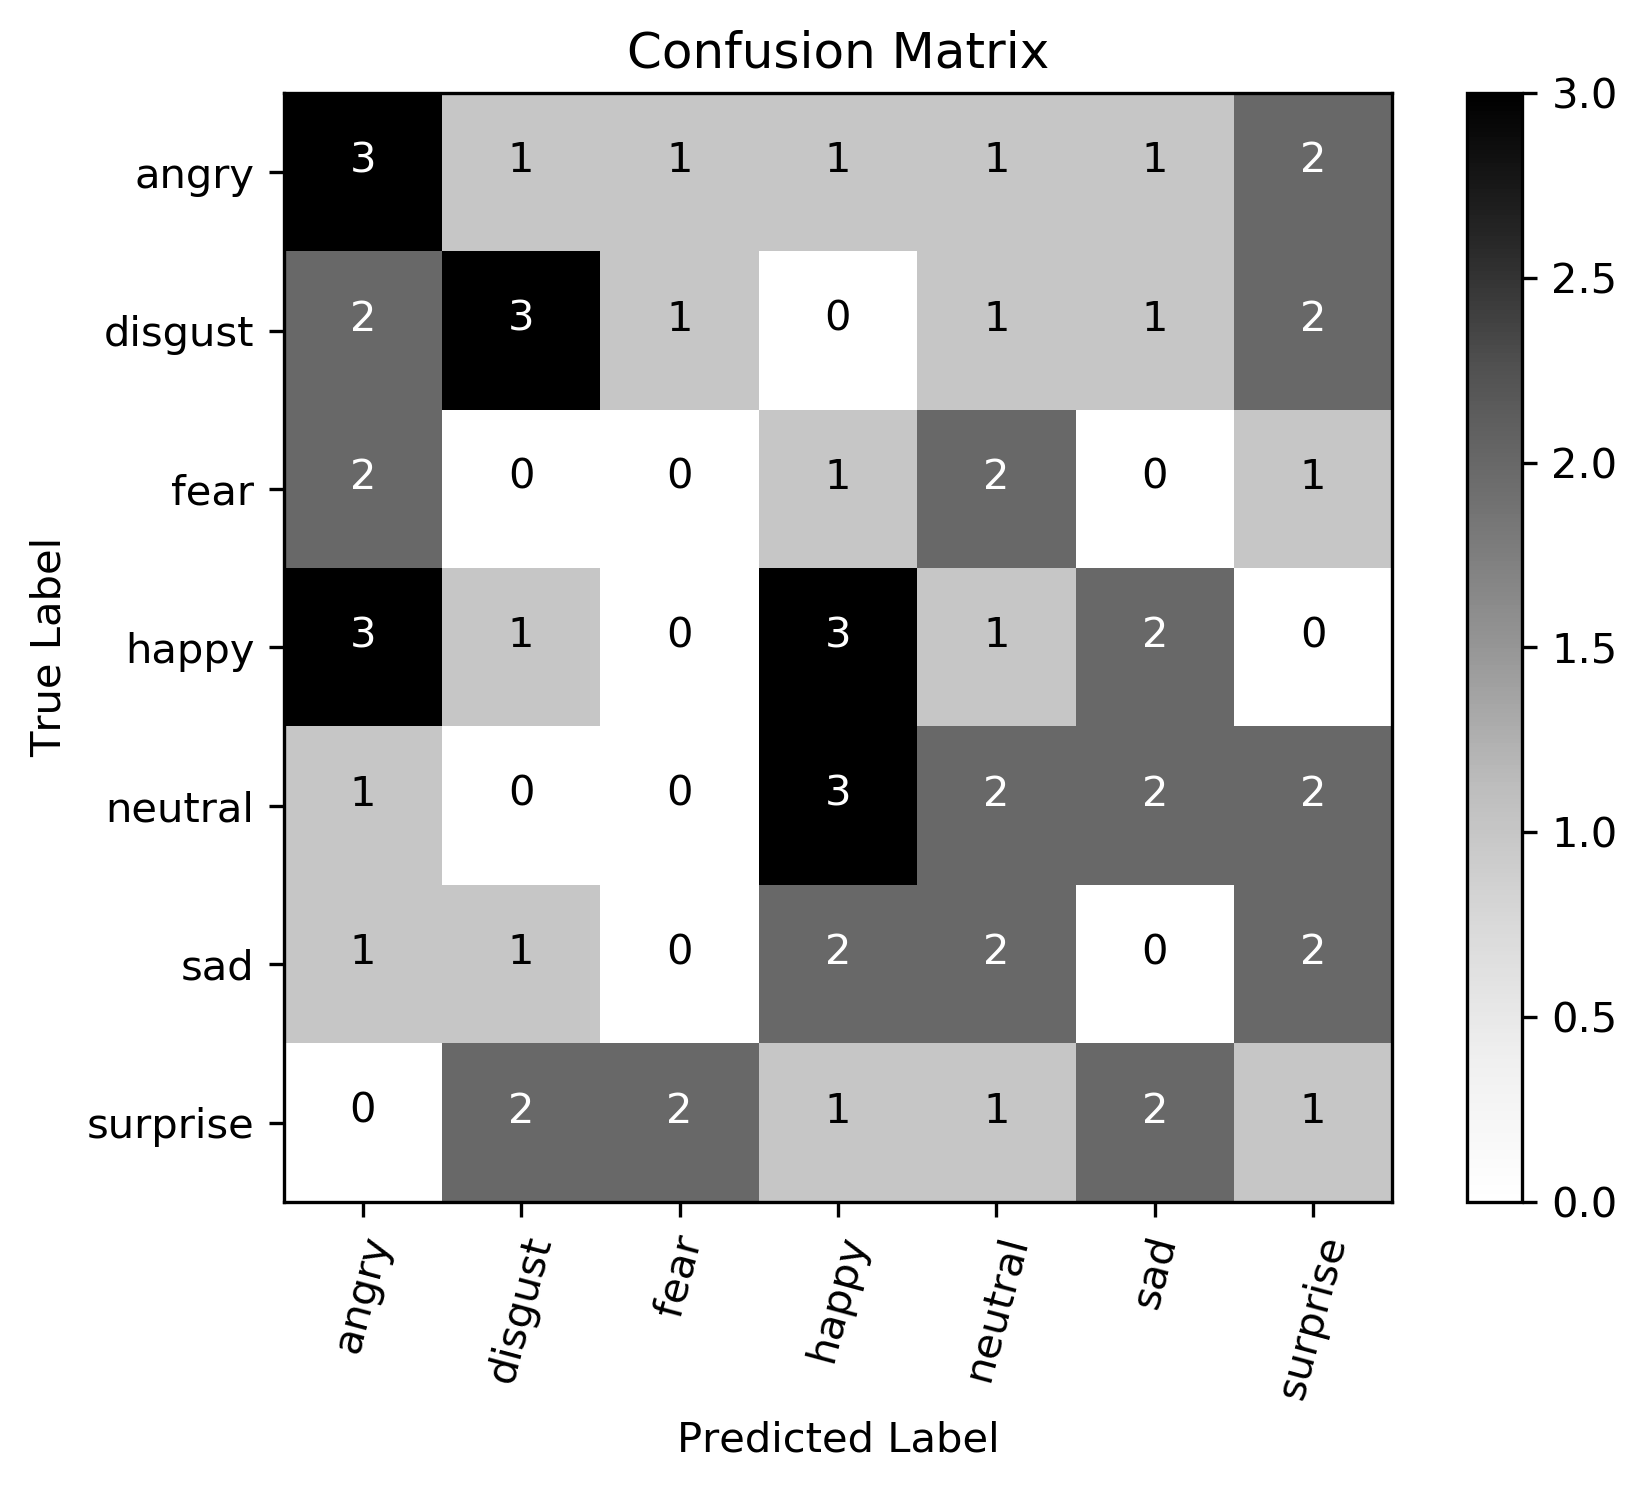 Confusion Matrix
angry 3 1 1 1 1 1 2
disgust 2 3 1 0 1 1 2
fear 2 0 0 1 2 0 1
happy 3 1 0 3 1 2 0
neutral 1 0 0 3 2 2 2
sad 1 1 0 2 2 0 2
surprise 0 2 2 1 1 2 1
angry disgust fear happy neutral sad surprise
Predicted Label
True Label
3.0
2.5
2.0
1.5
1.0
0.5
0.0